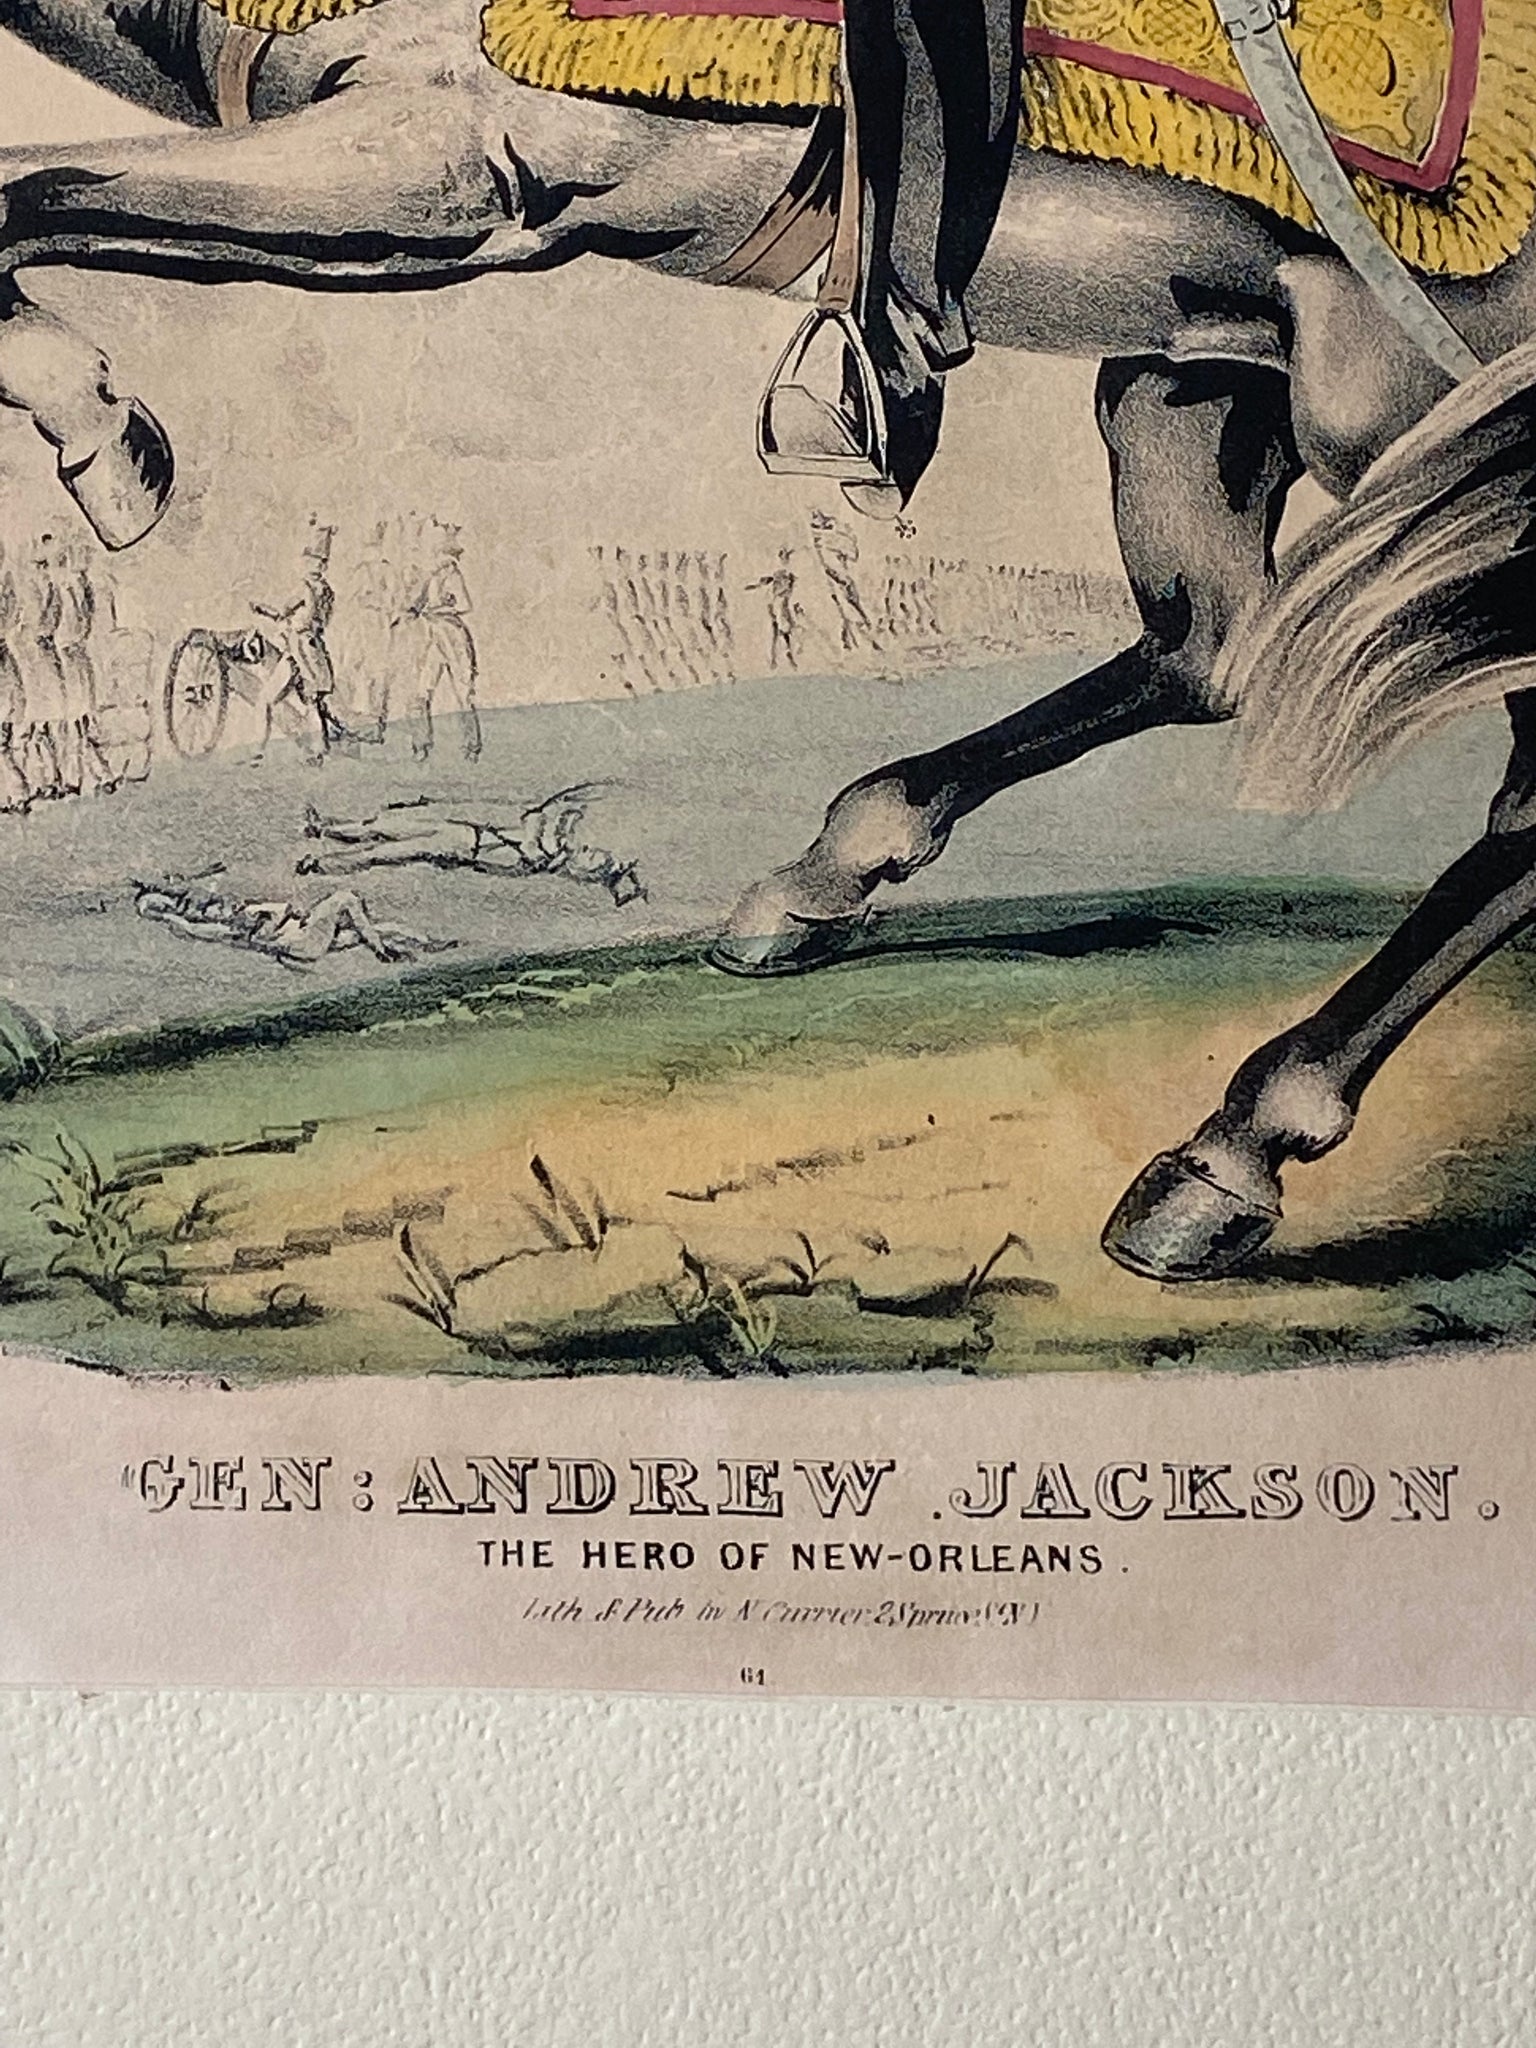 GEN: ANDREW JACKSON.
THE HERO OF NEW-ORLEANS.
Lith & Pub by N Currier, 2 Spruce St N Y
61